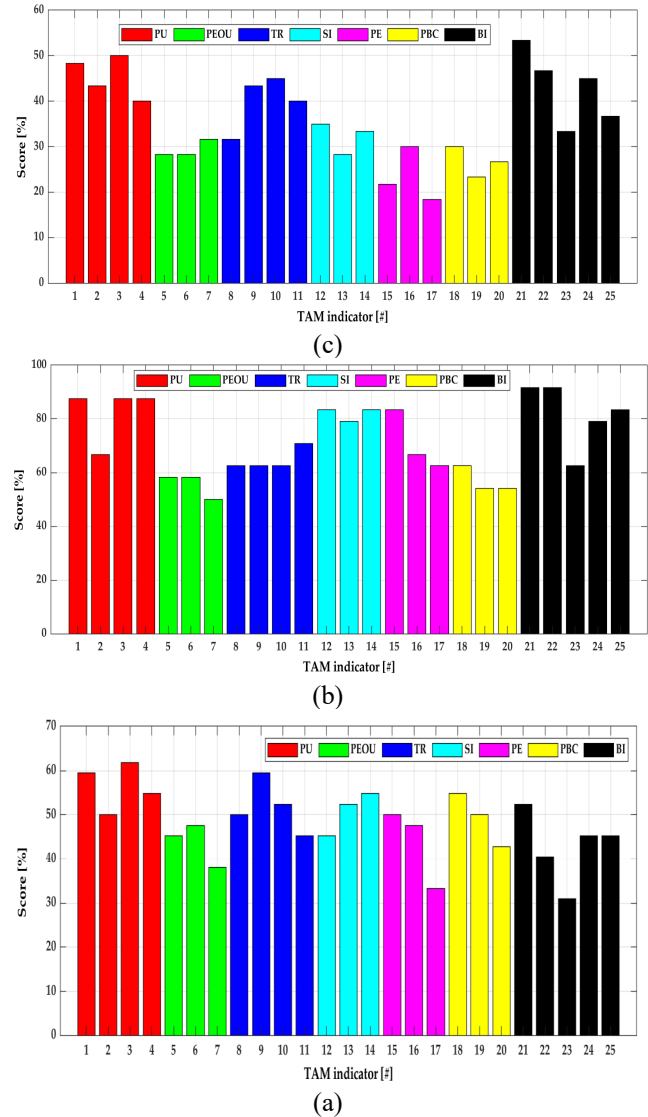 60
50
40
30
20
10
0
Score [%]
PU PEOU TR SI PE PBC BI
1 2 3 4 5 6 7 8 9 10 11 12 13 14 15 16 17 18 19 20 21 22 23 24 25
TAM indicator [#]
(c)
100
80
60
40
20
0
Score [%]
PU PEOU TR SI PE PBC BI
1 2 3 4 5 6 7 8 9 10 11 12 13 14 15 16 17 18 19 20 21 22 23 24 25
TAM indicator [#]
(b)
70
60
50
40
30
20
10
0
Score [%]
PU PEOU TR SI PE PBC BI
1 2 3 4 5 6 7 8 9 10 11 12 13 14 15 16 17 18 19 20 21 22 23 24 25
TAM indicator [#]
(a)